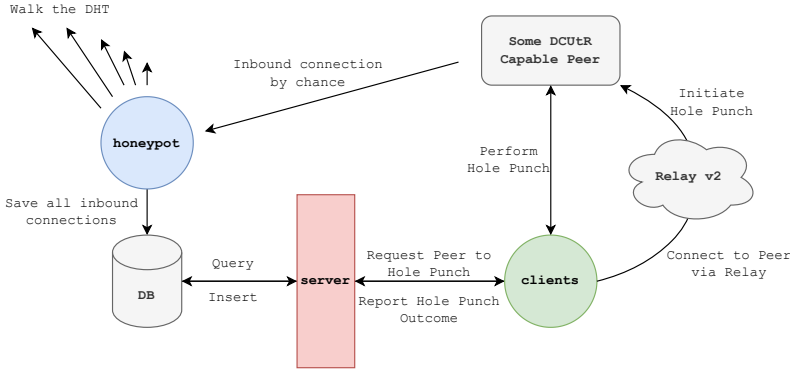 Walk the DHT
Some DCUtR
Capable Peer
Inbound connection
by chance
Initiate
Hole Punch
honeypot
Perform
Hole Punch
Relay v2
Save all inbound
connections
Request Peer to
Hole Punch
Connect to Peer
via Relay
Query
server
clients
DB
Insert
Report Hole Punch
Outcome